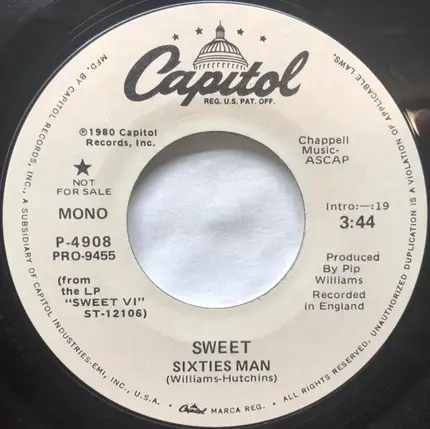 Capitol
REG. U.S. PAT. OFF.
℗1980 Capitol
Records, Inc.
★
NOT
FOR SALE
MONO
P-4908
PRO-9455
(from
the LP
"SWEET VI"
ST-12106)
Chappell
Music-
ASCAP
Intro:—:19
3:44
Produced
By Pip
Williams
Recorded
in England
SWEET
SIXTIES MAN
(Williams-Hutchins)
MFD. BY CAPITOL RECORDS, INC., A SUBSIDIARY OF CAPITOL INDUSTRIES-EMI, INC., U.S.A. • Capitol MARCA REG. • ALL RIGHTS RESERVED. UNAUTHORIZED DUPLICATION IS A VIOLATION OF APPLICABLE LAWS.